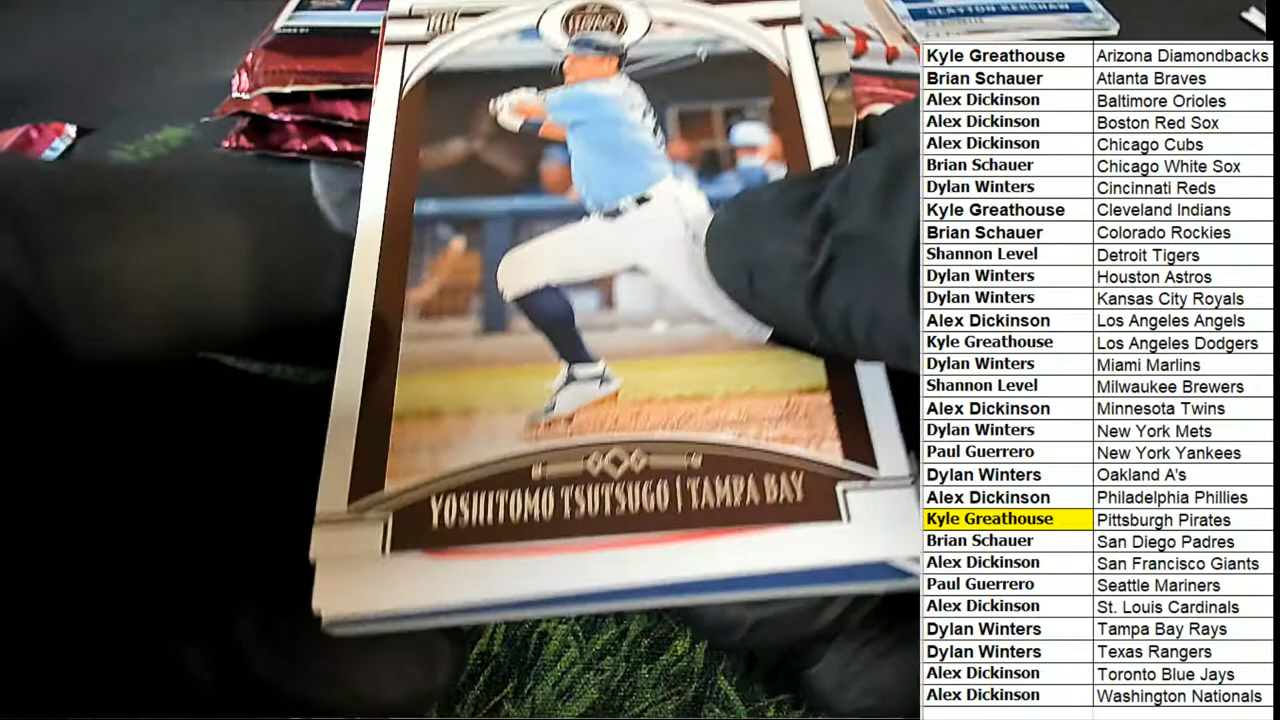 CLAYTON KERSHAW
YOSHITOMO TSUTSUGO | TAMPA BAY
Kyle Greathouse Arizona Diamondbacks
Brian Schauer Atlanta Braves
Alex Dickinson Baltimore Orioles
Alex Dickinson Boston Red Sox
Alex Dickinson Chicago Cubs
Brian Schauer Chicago White Sox
Dylan Winters Cincinnati Reds
Kyle Greathouse Cleveland Indians
Brian Schauer Colorado Rockies
Shannon Level Detroit Tigers
Dylan Winters Houston Astros
Dylan Winters Kansas City Royals
Alex Dickinson Los Angeles Angels
Kyle Greathouse Los Angeles Dodgers
Dylan Winters Miami Marlins
Shannon Level Milwaukee Brewers
Alex Dickinson Minnesota Twins
Dylan Winters New York Mets
Paul Guerrero New York Yankees
Dylan Winters Oakland A's
Alex Dickinson Philadelphia Phillies
Kyle Greathouse Pittsburgh Pirates
Brian Schauer San Diego Padres
Alex Dickinson San Francisco Giants
Paul Guerrero Seattle Mariners
Alex Dickinson St. Louis Cardinals
Dylan Winters Tampa Bay Rays
Dylan Winters Texas Rangers
Alex Dickinson Toronto Blue Jays
Alex Dickinson Washington Nationals